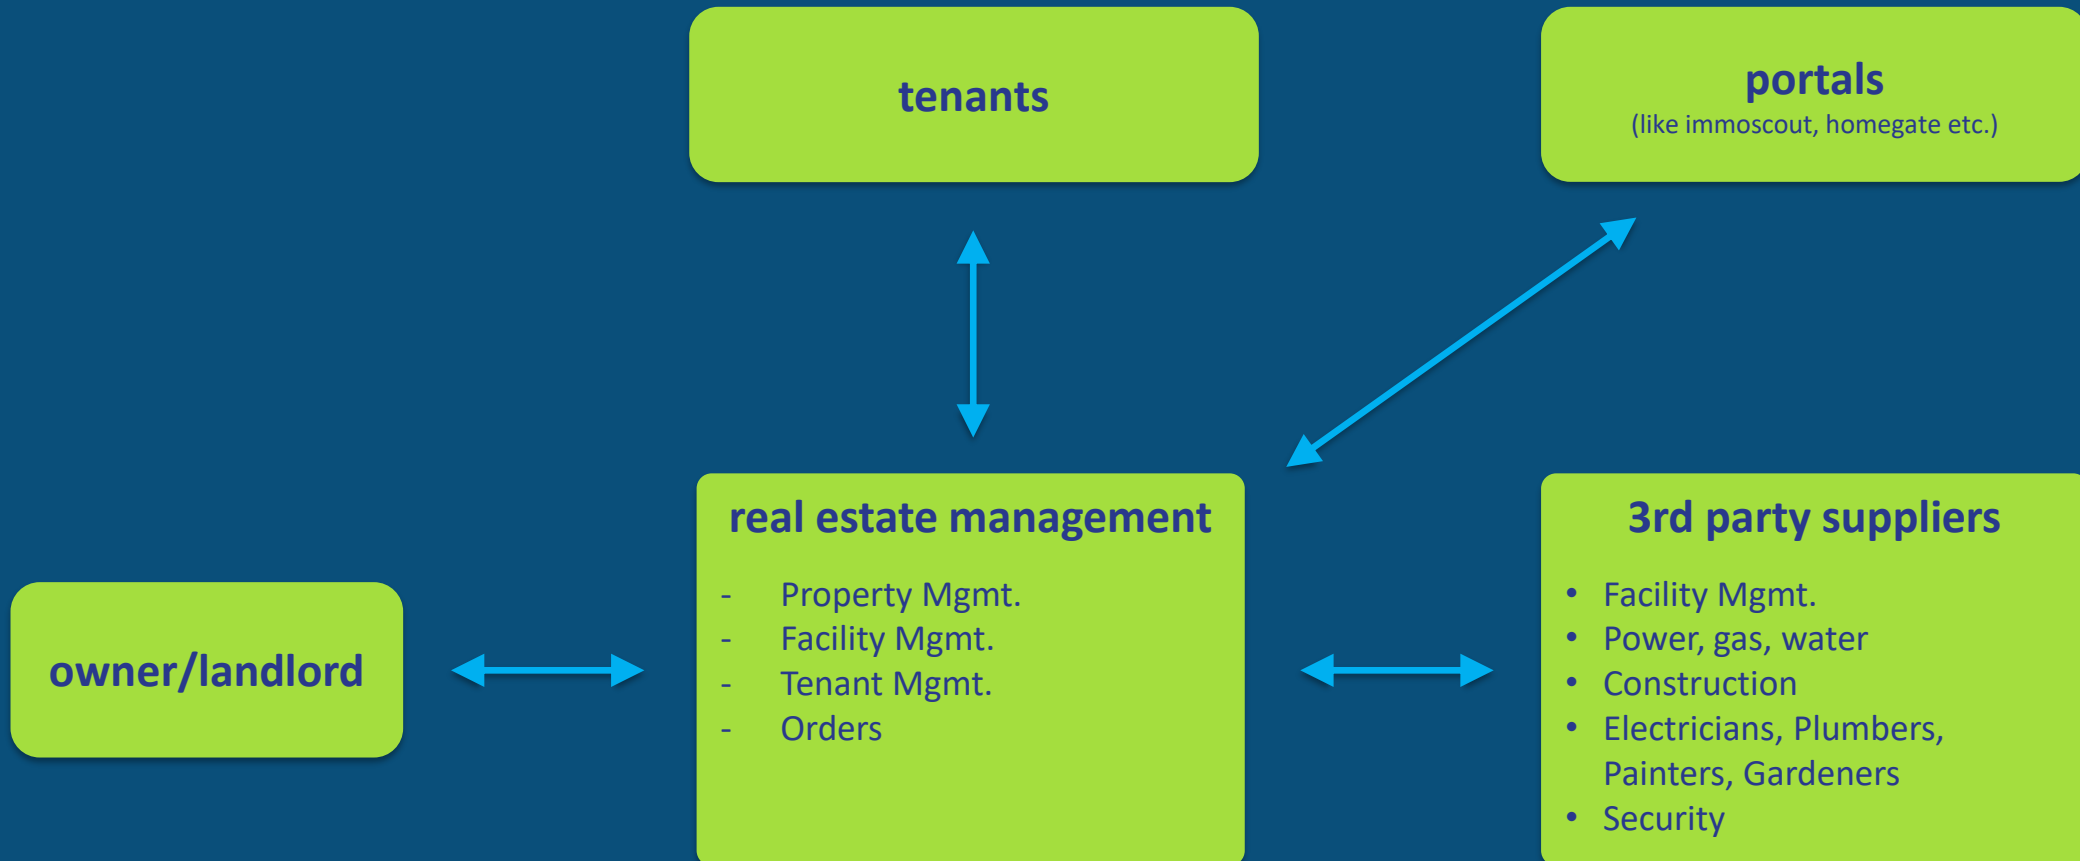 tenants
portals
(like immoscout, homegate etc.)
owner/landlord
real estate management
- Property Mgmt.
- Facility Mgmt.
- Tenant Mgmt.
- Orders
3rd party suppliers
• Facility Mgmt.
• Power, gas, water
• Construction
• Electricians, Plumbers,
Painters, Gardeners
• Security